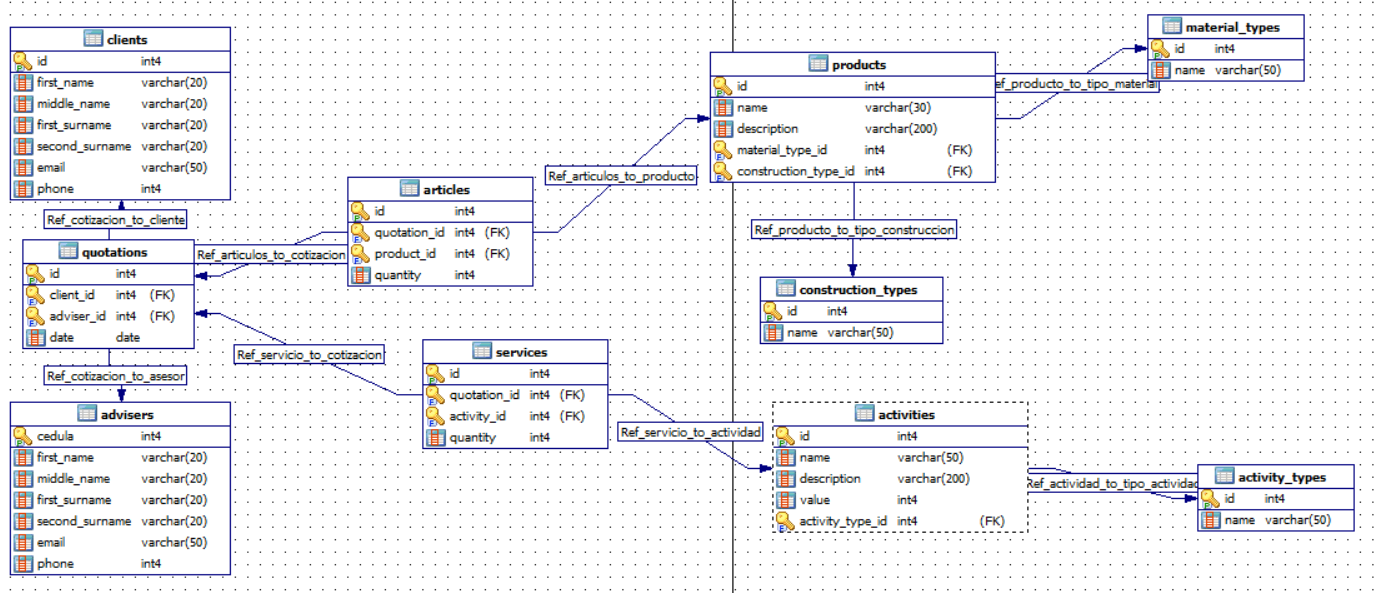 clients
id int4
first_name varchar(20)
middle_name varchar(20)
first_surname varchar(20)
second_surname varchar(20)
email varchar(50)
phone int4
Ref_cotizacion_to_cliente
quotations
id int4
client_id int4 (FK)
adviser_id int4 (FK)
date date
Ref_cotizacion_to_asesor
advisers
cedula int4
first_name varchar(20)
middle_name varchar(20)
first_surname varchar(20)
second_surname varchar(20)
email varchar(50)
phone int4
Ref_articulos_to_cotizacion
articles
id int4
quotation_id int4 (FK)
product_id int4 (FK)
quantity int4
Ref_servicio_to_cotizacion
services
id int4
quotation_id int4 (FK)
activity_id int4 (FK)
quantity int4
Ref_articulos_to_producto
Ref_servicio_to_actividad
products
id int4
name varchar(30)
description varchar(200)
material_type_id int4 (FK)
construction_type_id int4 (FK)
Ref_producto_to_tipo_construccion
construction_types
id int4
name varchar(50)
activities
id int4
name varchar(50)
description varchar(200)
value int4
activity_type_id int4 (FK)
ef_producto_to_tipo_material
material_types
id int4
name varchar(50)
Ref_actividad_to_tipo_actividad
activity_types
id int4
name varchar(50)